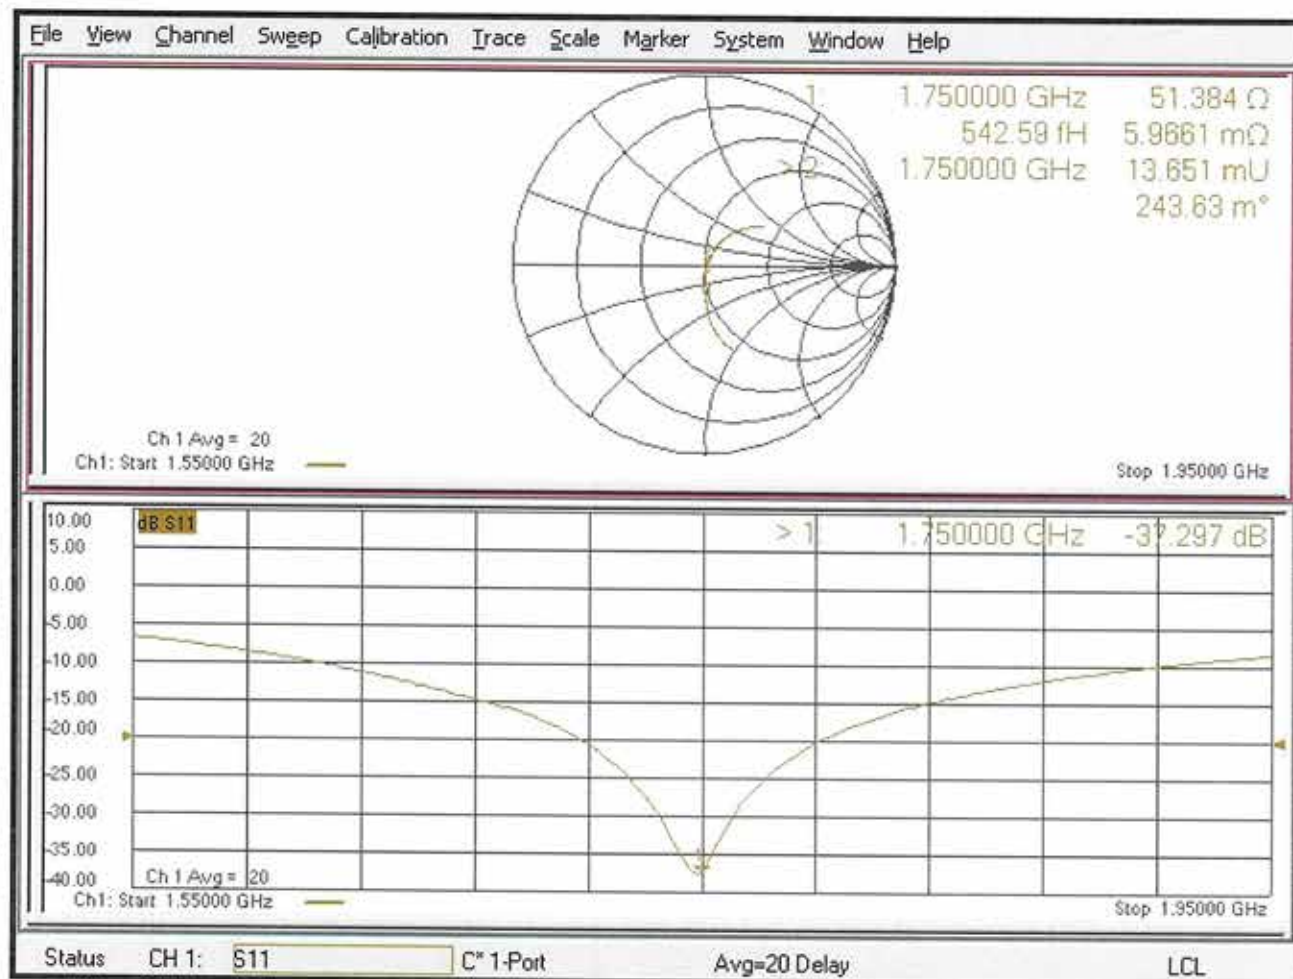 File View Channel Sweep Calibration Trace Scale Marker System Window Help
1: 1.750000 GHz 51.384 Ω
542.59 fH 5.9661 mΩ
> 2: 1.750000 GHz 13.651 mU
243.63 m°
Ch 1 Avg = 20
Ch1: Start 1.55000 GHz
Stop 1.95000 GHz
10.00 dB S11
> 1: 1.750000 GHz -37.297 dB
5.00
0.00
-5.00
-10.00
-15.00
-20.00
-25.00
-30.00
-35.00
-40.00
1
Ch 1 Avg = 20
Ch1: Start 1.55000 GHz
Stop 1.95000 GHz
Status CH 1: S11 C* 1-Port Avg=20 Delay LCL